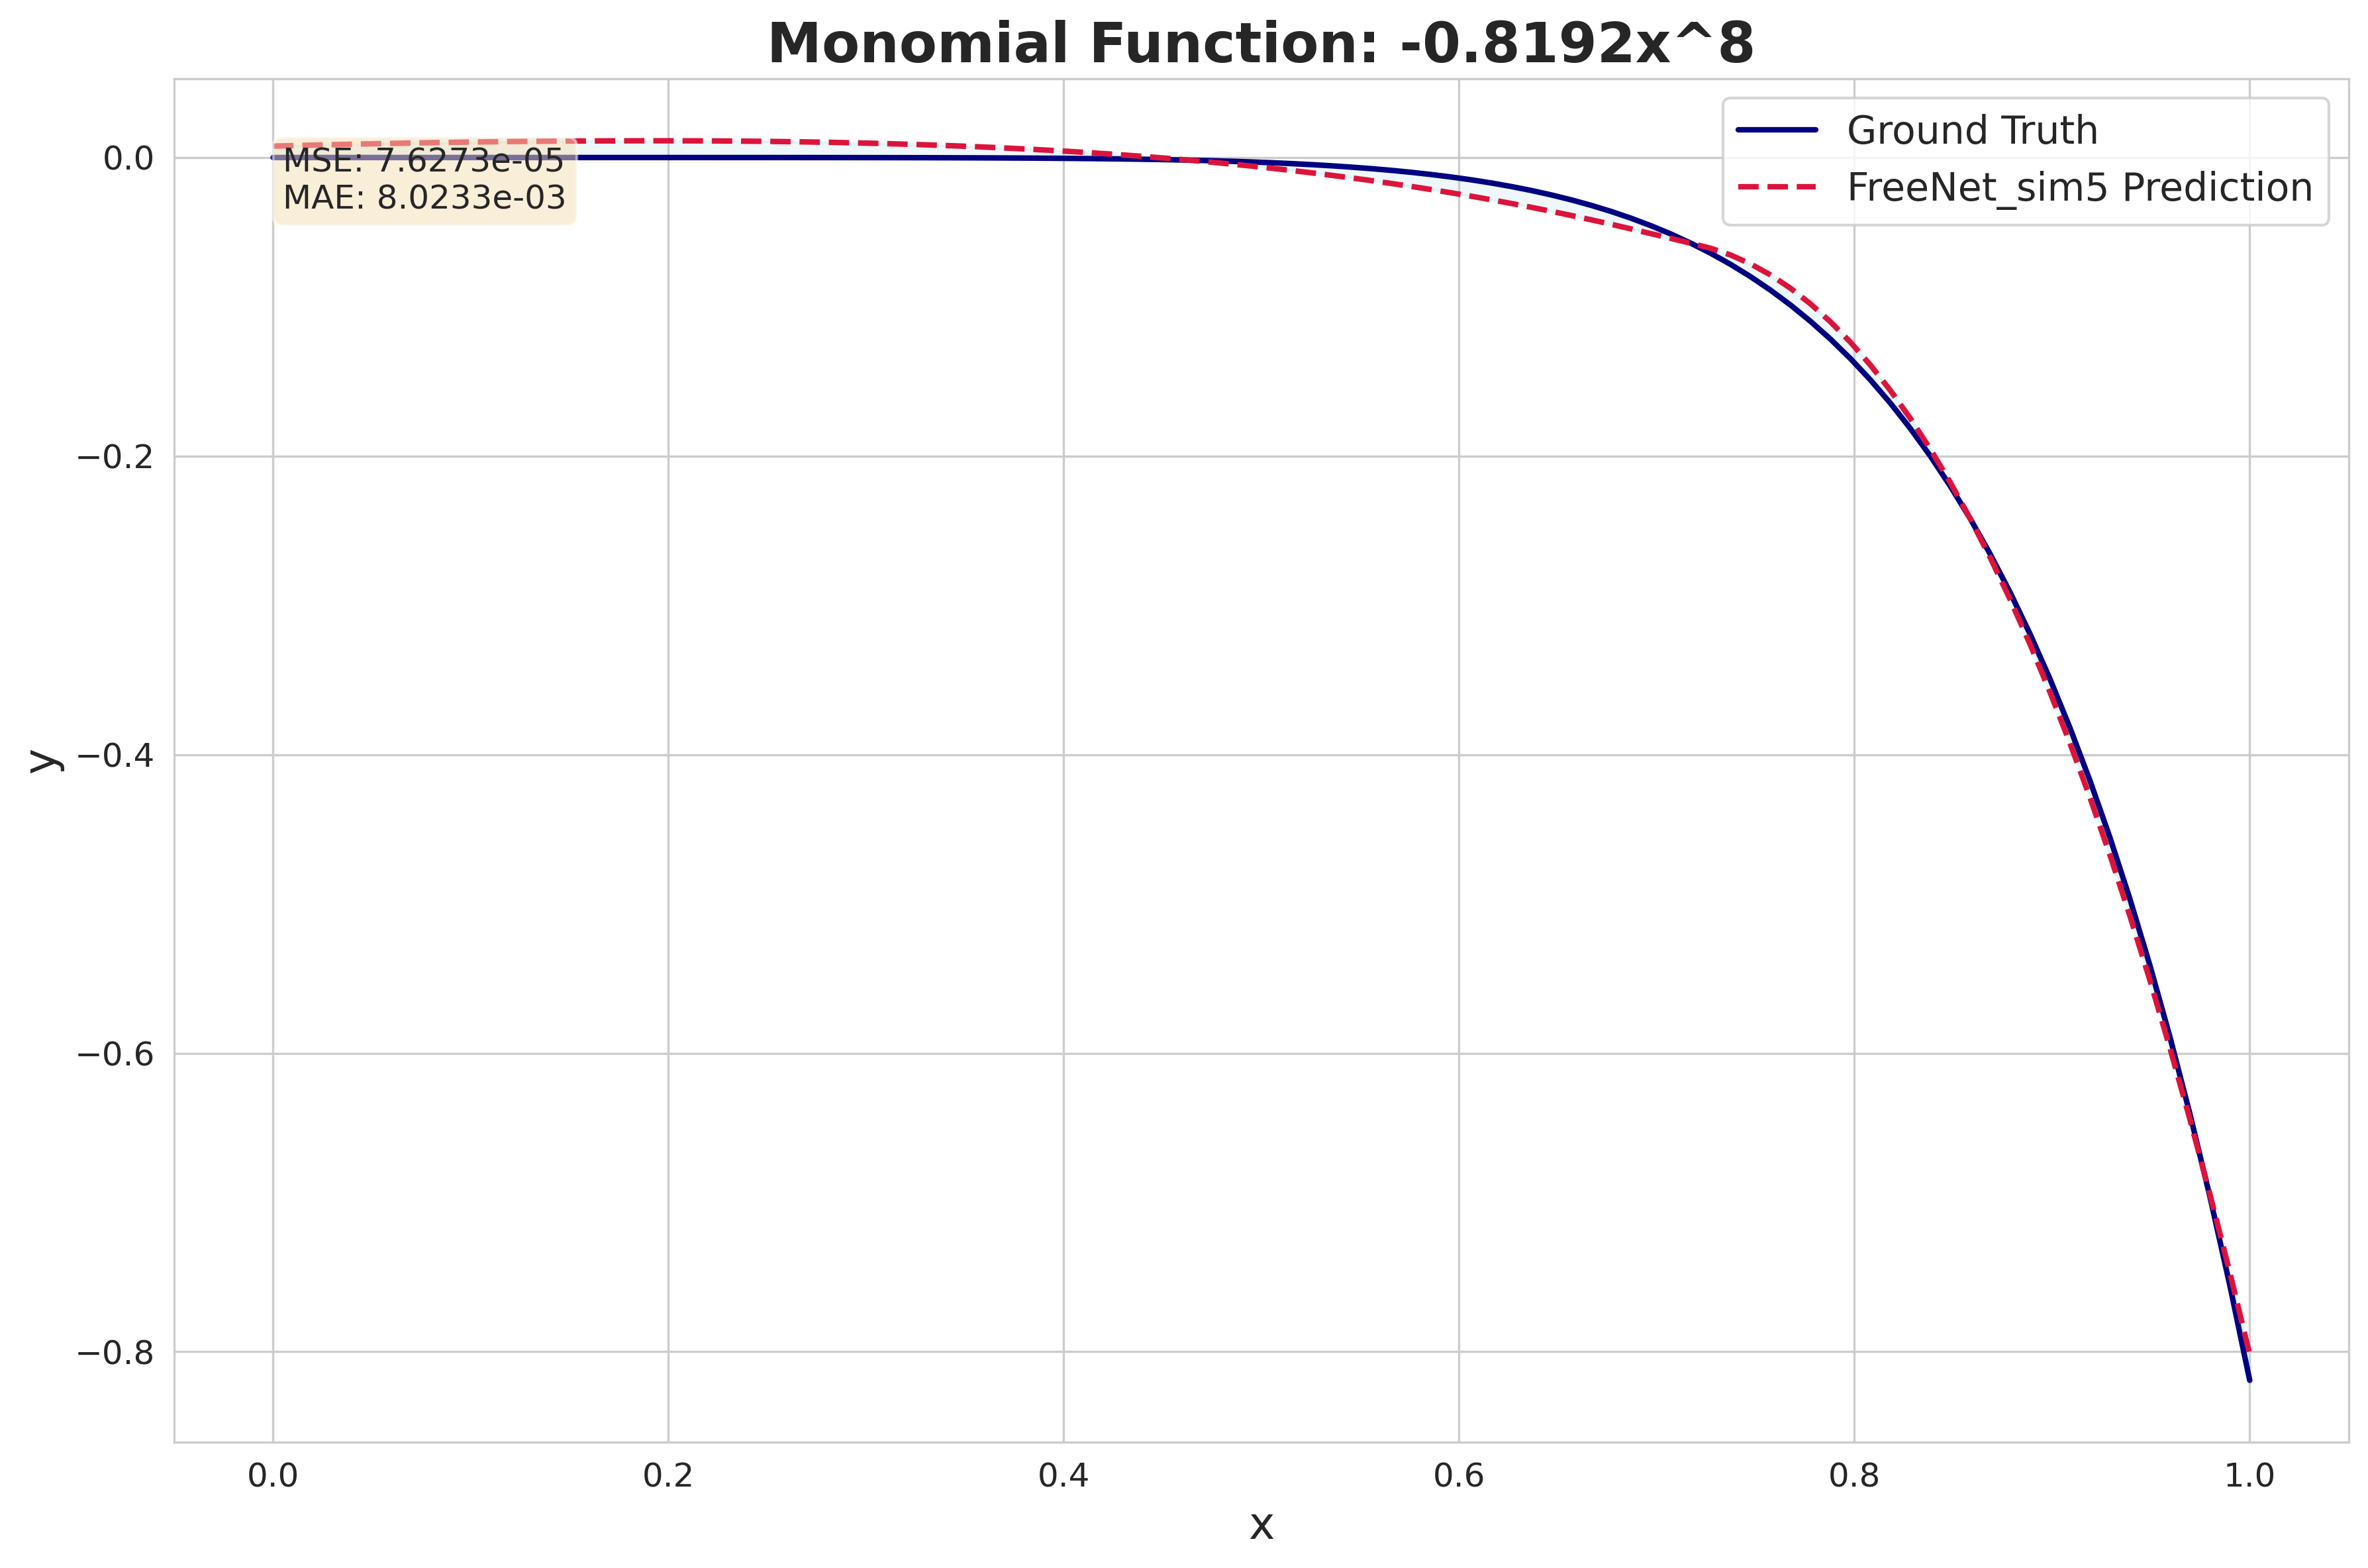 Monomial Function: -0.8192x^8
Ground Truth
FreeNet_sim5 Prediction
MSE: 7.6273e-05
MAE: 8.0233e-03
y
0.0
−0.2
−0.4
−0.6
−0.8
0.0
0.2
0.4
0.6
0.8
1.0
x